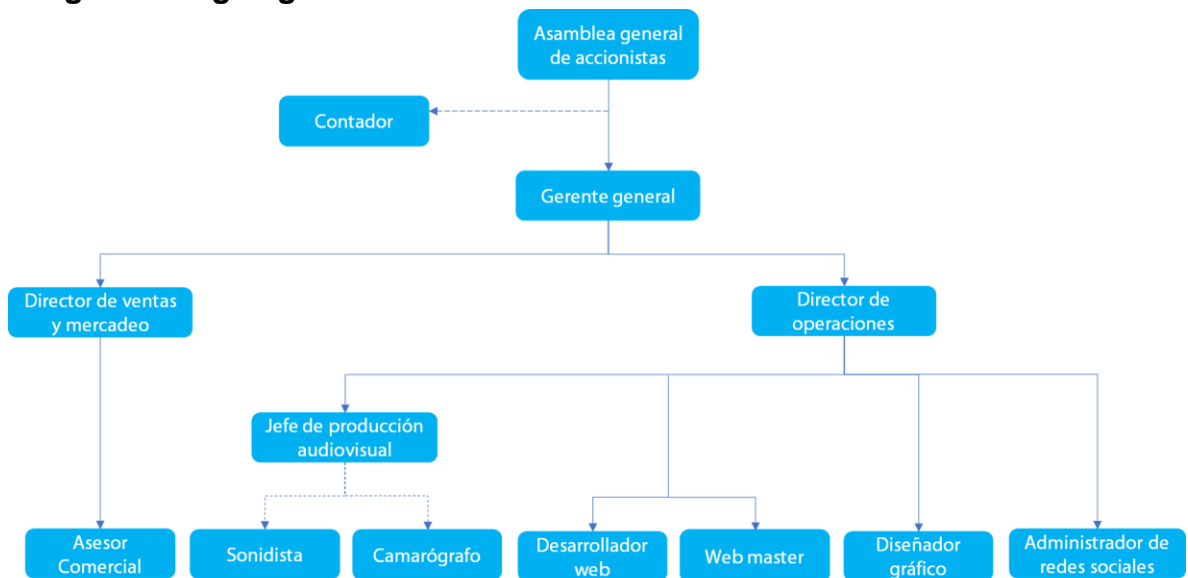 Asamblea general
de accionistas
Contador
Gerente general
Director de ventas
y mercadeo
Director de
operaciones
Jefe de producción
audiovisual
Asesor
Comercial
Sonidista
Camarógrafo
Desarrollador
web
Web master
Diseñador
gráfico
Administrador de
redes sociales